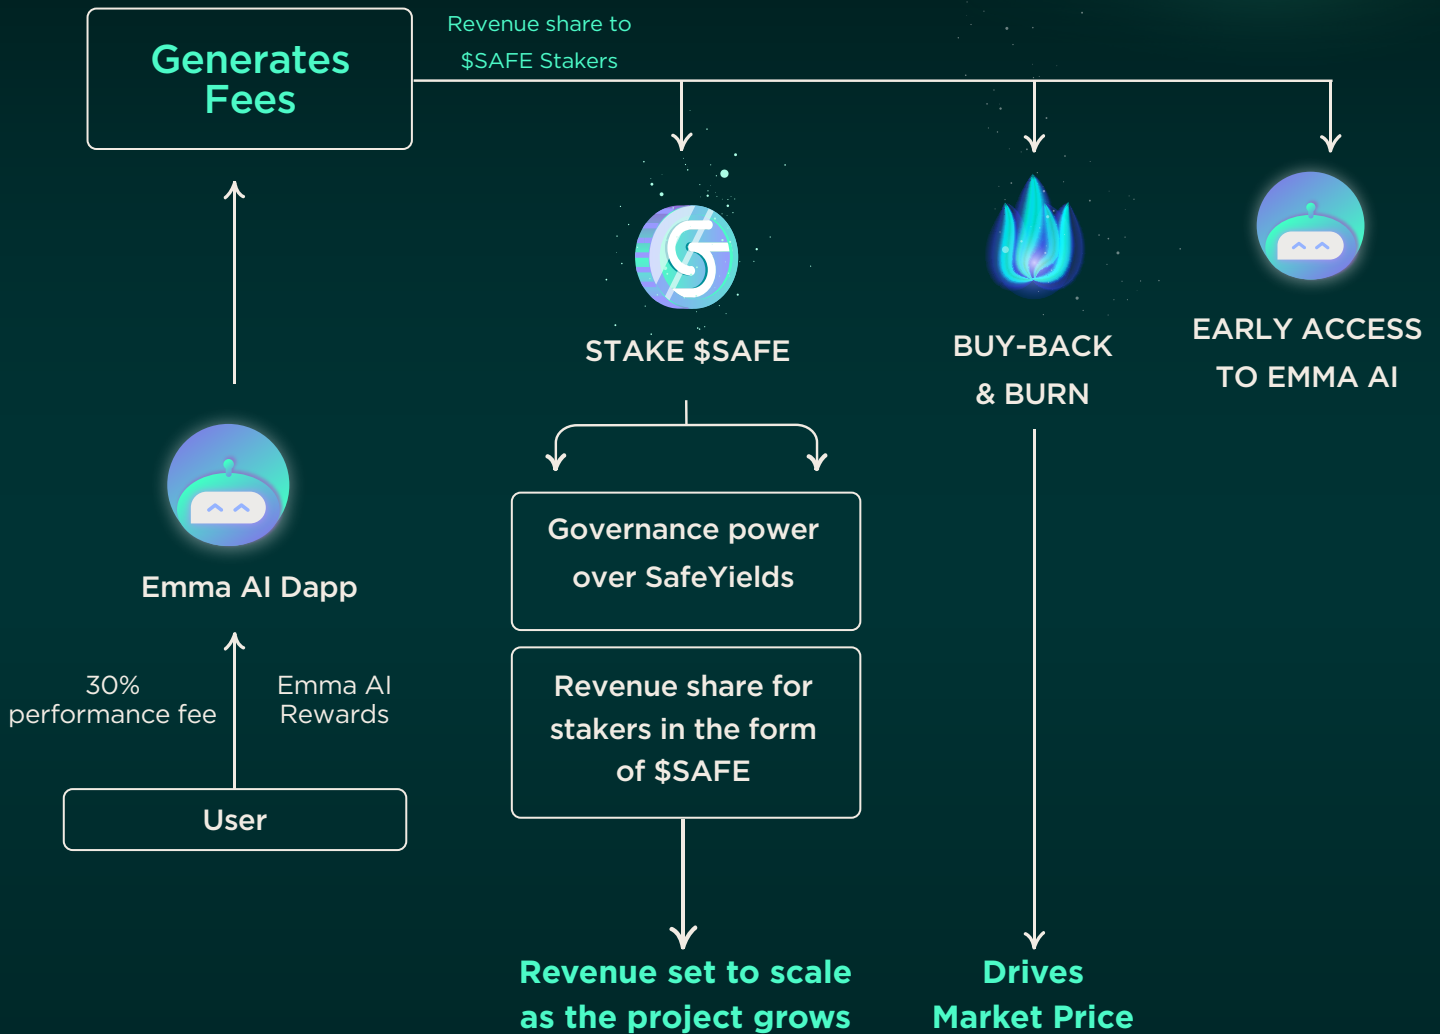 Generates
Fees
Revenue share to
$SAFE Stakers
STAKE $SAFE
BUY-BACK
& BURN
EARLY ACCESS
TO EMMA AI
Governance power
over SafeYields
Revenue share for
stakers in the form
of $SAFE
Emma AI Dapp
30%
performance fee
Emma AI
Rewards
User
Revenue set to scale
as the project grows
Drives
Market Price